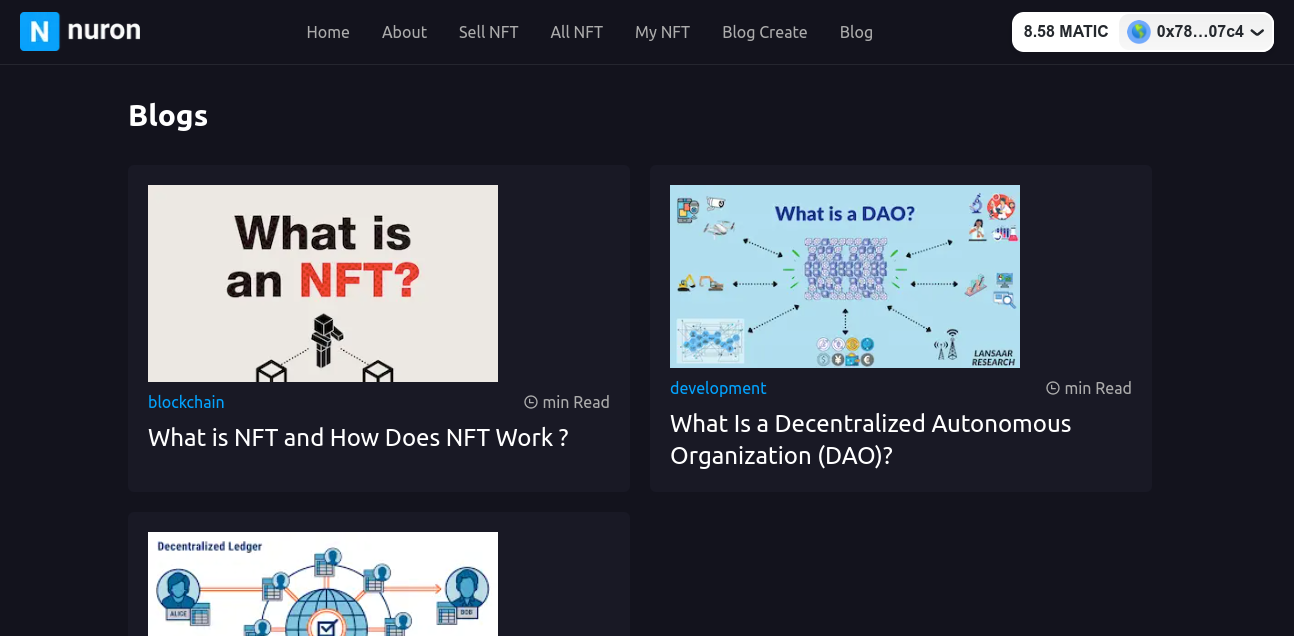 N nuron
Home About Sell NFT All NFT My NFT Blog Create Blog
8.58 MATIC 0x78...07c4
Blogs
What is
an NFT?
blockchain min Read
What is NFT and How Does NFT Work ?
What is a DAO?
LANSAAR
RESEARCH
development min Read
What Is a Decentralized Autonomous
Organization (DAO)?
Decentralized Ledger
ALICE
BOB